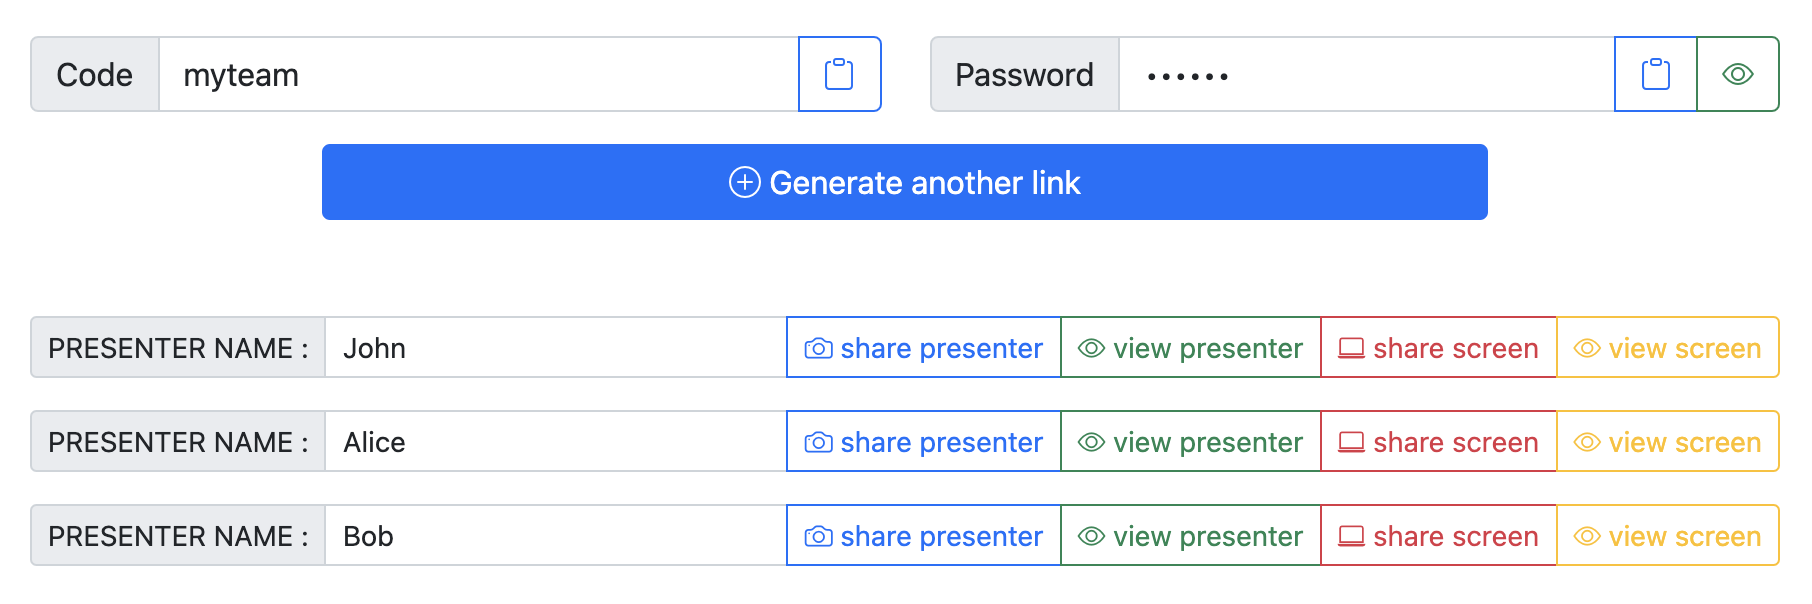 Code myteam Password ••••••
Generate another link
PRESENTER NAME : John share presenter view presenter share screen view screen
PRESENTER NAME : Alice share presenter view presenter share screen view screen
PRESENTER NAME : Bob share presenter view presenter share screen view screen